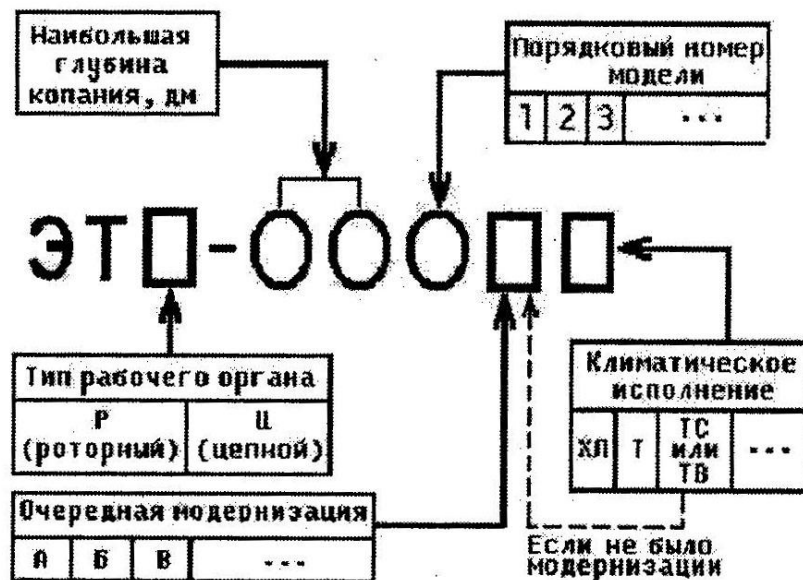 Наибольшая
глубина
копания, дм
Порядковый номер
модели
1 2 3 ...
ЭТ -
Тип рабочего органа
Р
(роторный)
Ц
(цепной)
Климатическое
исполнение
ХЛ Т ТС
или
ТВ ...
Очередная модернизация
А Б В ...
Если не было
модернизации